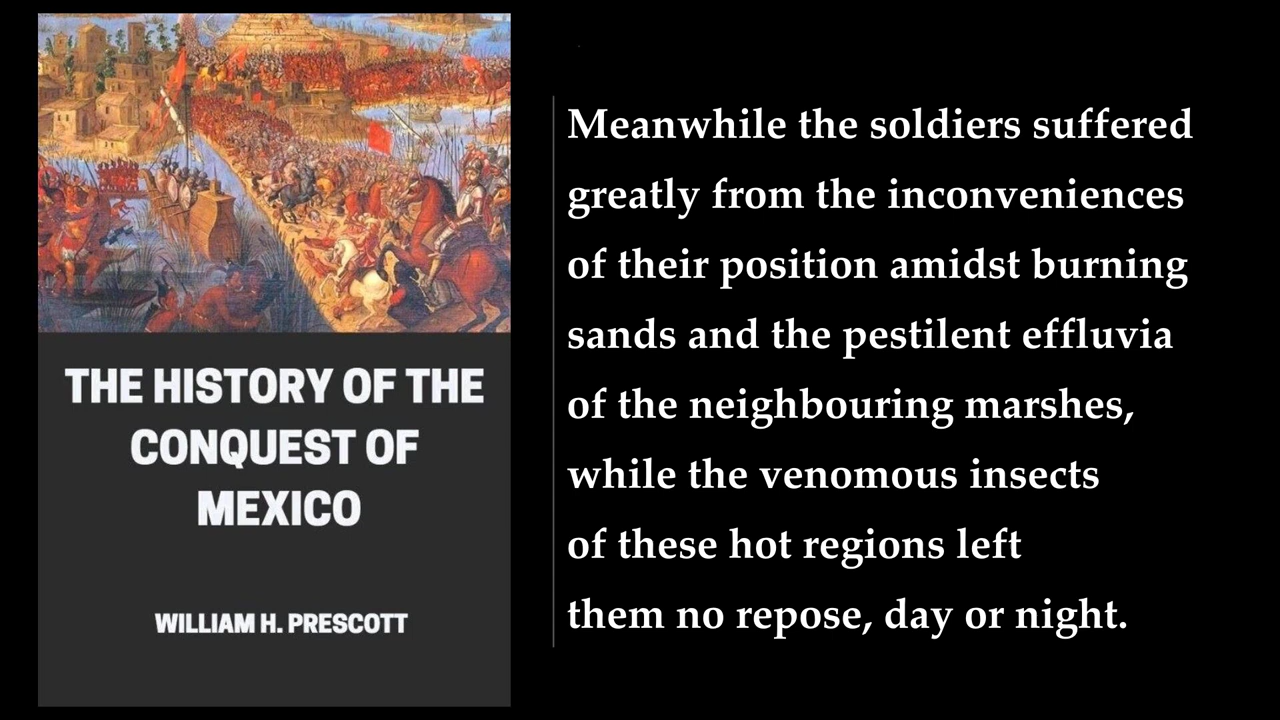 THE HISTORY OF THE
CONQUEST OF
MEXICO
WILLIAM H. PRESCOTT
Meanwhile the soldiers suffered
greatly from the inconveniences
of their position amidst burning
sands and the pestilent effluvia
of the neighbouring marshes,
while the venomous insects
of these hot regions left
them no repose, day or night.